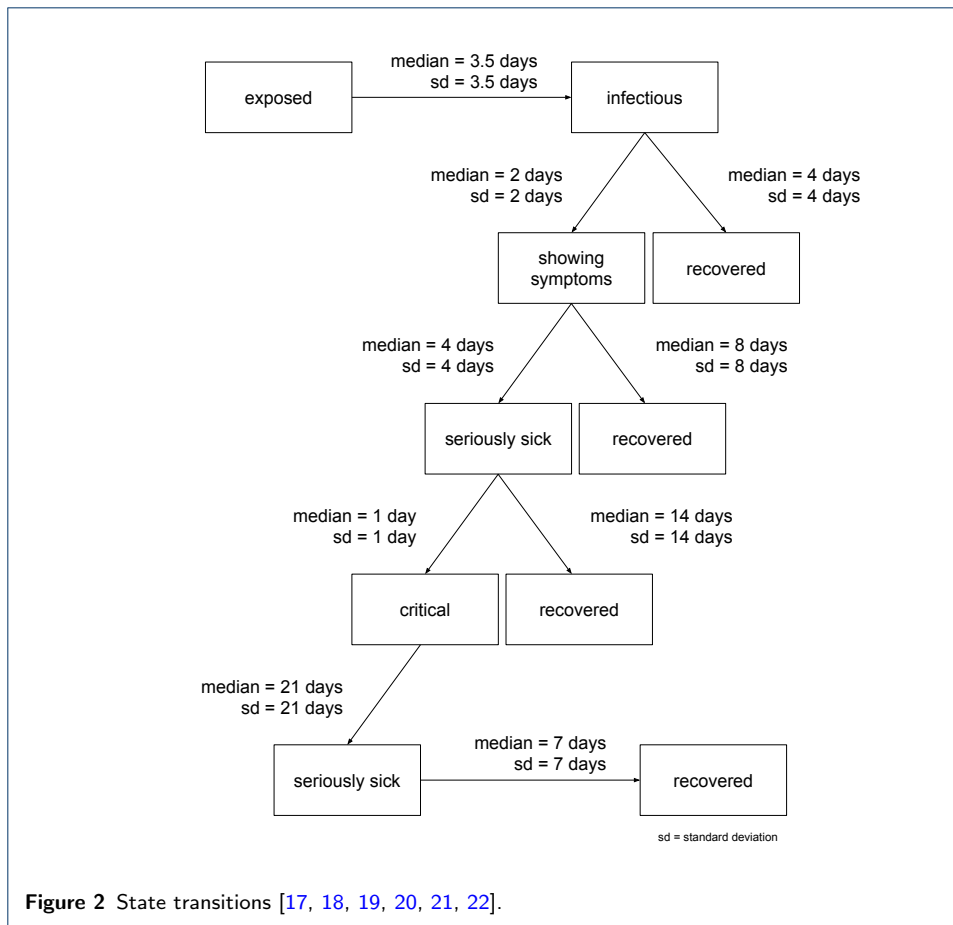 median = 3.5 days
sd = 3.5 days
exposed
infectious
median = 2 days
sd = 2 days
median = 4 days
sd = 4 days
showing
symptoms
recovered
median = 4 days
sd = 4 days
median = 8 days
sd = 8 days
seriously sick
recovered
median = 1 day
sd = 1 day
median = 14 days
sd = 14 days
critical
recovered
median = 21 days
sd = 21 days
median = 7 days
sd = 7 days
seriously sick
recovered
sd = standard deviation
Figure 2 State transitions [17, 18, 19, 20, 21, 22].